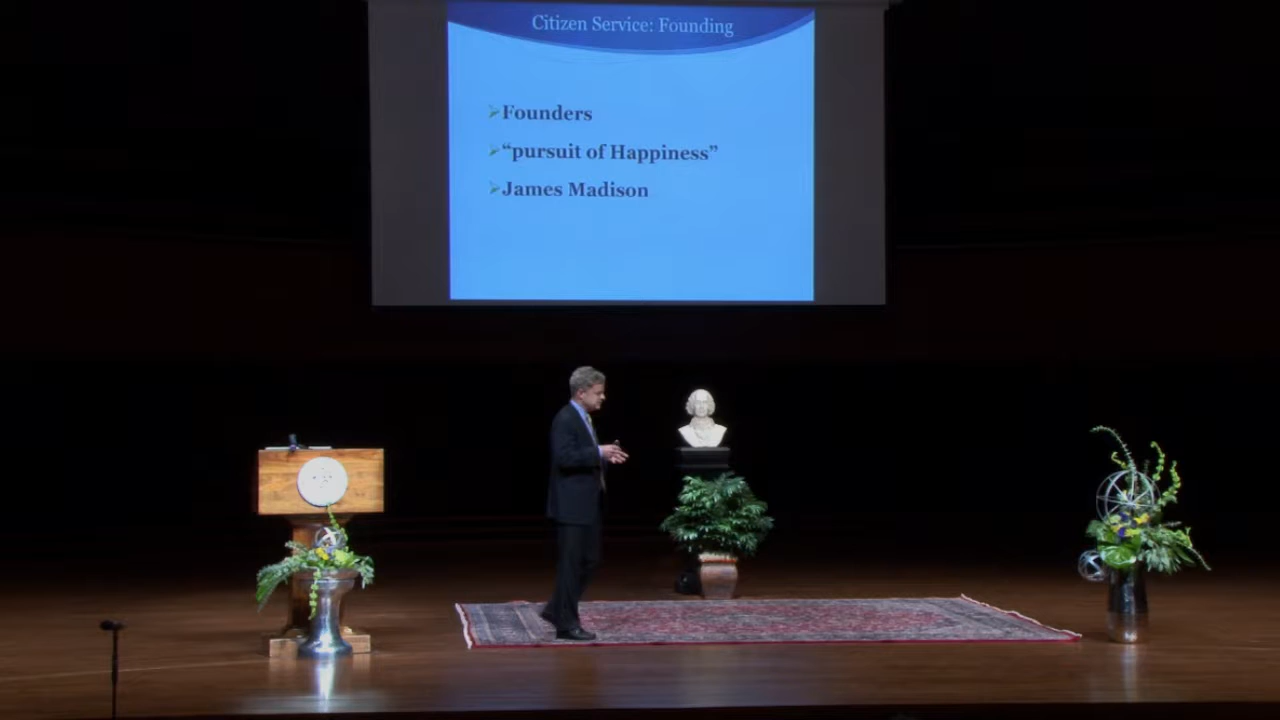 Citizen Service: Founding
Founders
“pursuit of Happiness”
James Madison